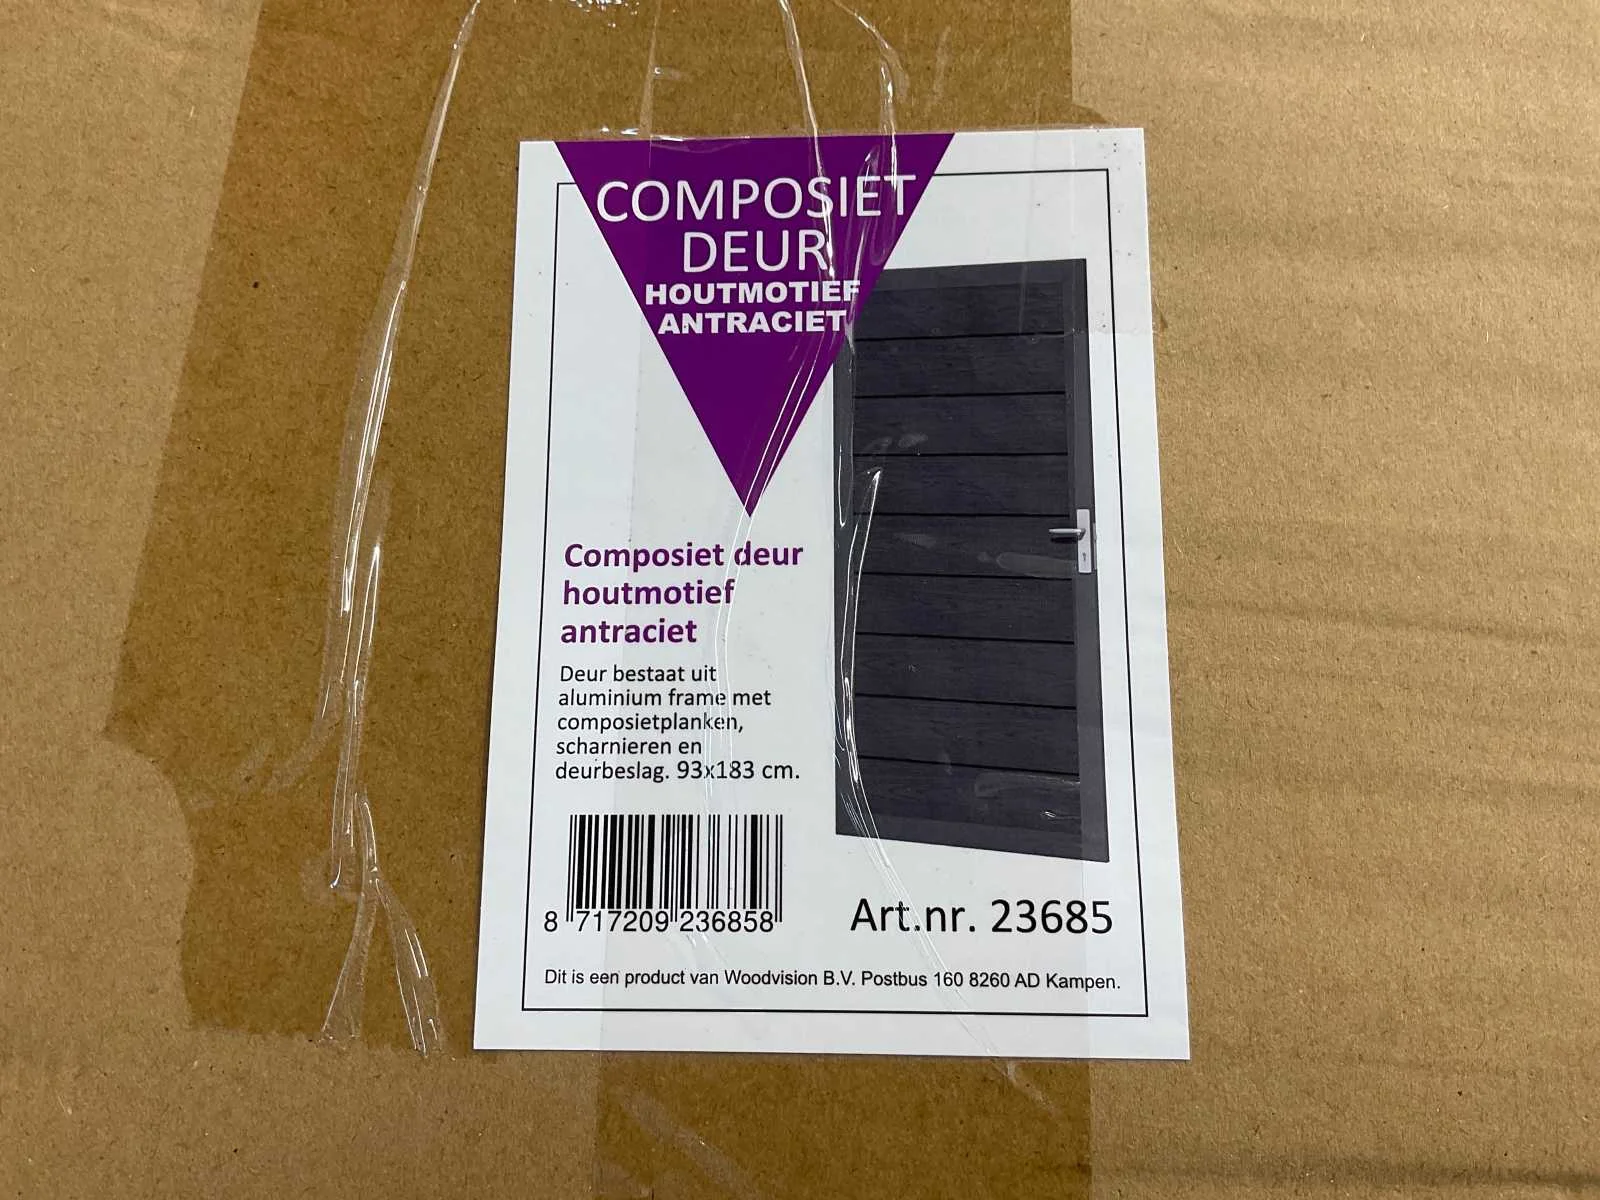 COMPOSIET
DEUR
HOUTMOTIEF
ANTRACIET
Composiet deur
houtmotief
antraciet
Deur bestaat uit
aluminium frame met
composietplanken,
scharnieren en
deurbeslag. 93x183 cm.
8 717209 236858
Art.nr. 23685
Dit is een product van Woodvision B.V. Postbus 160 8260 AD Kampen.